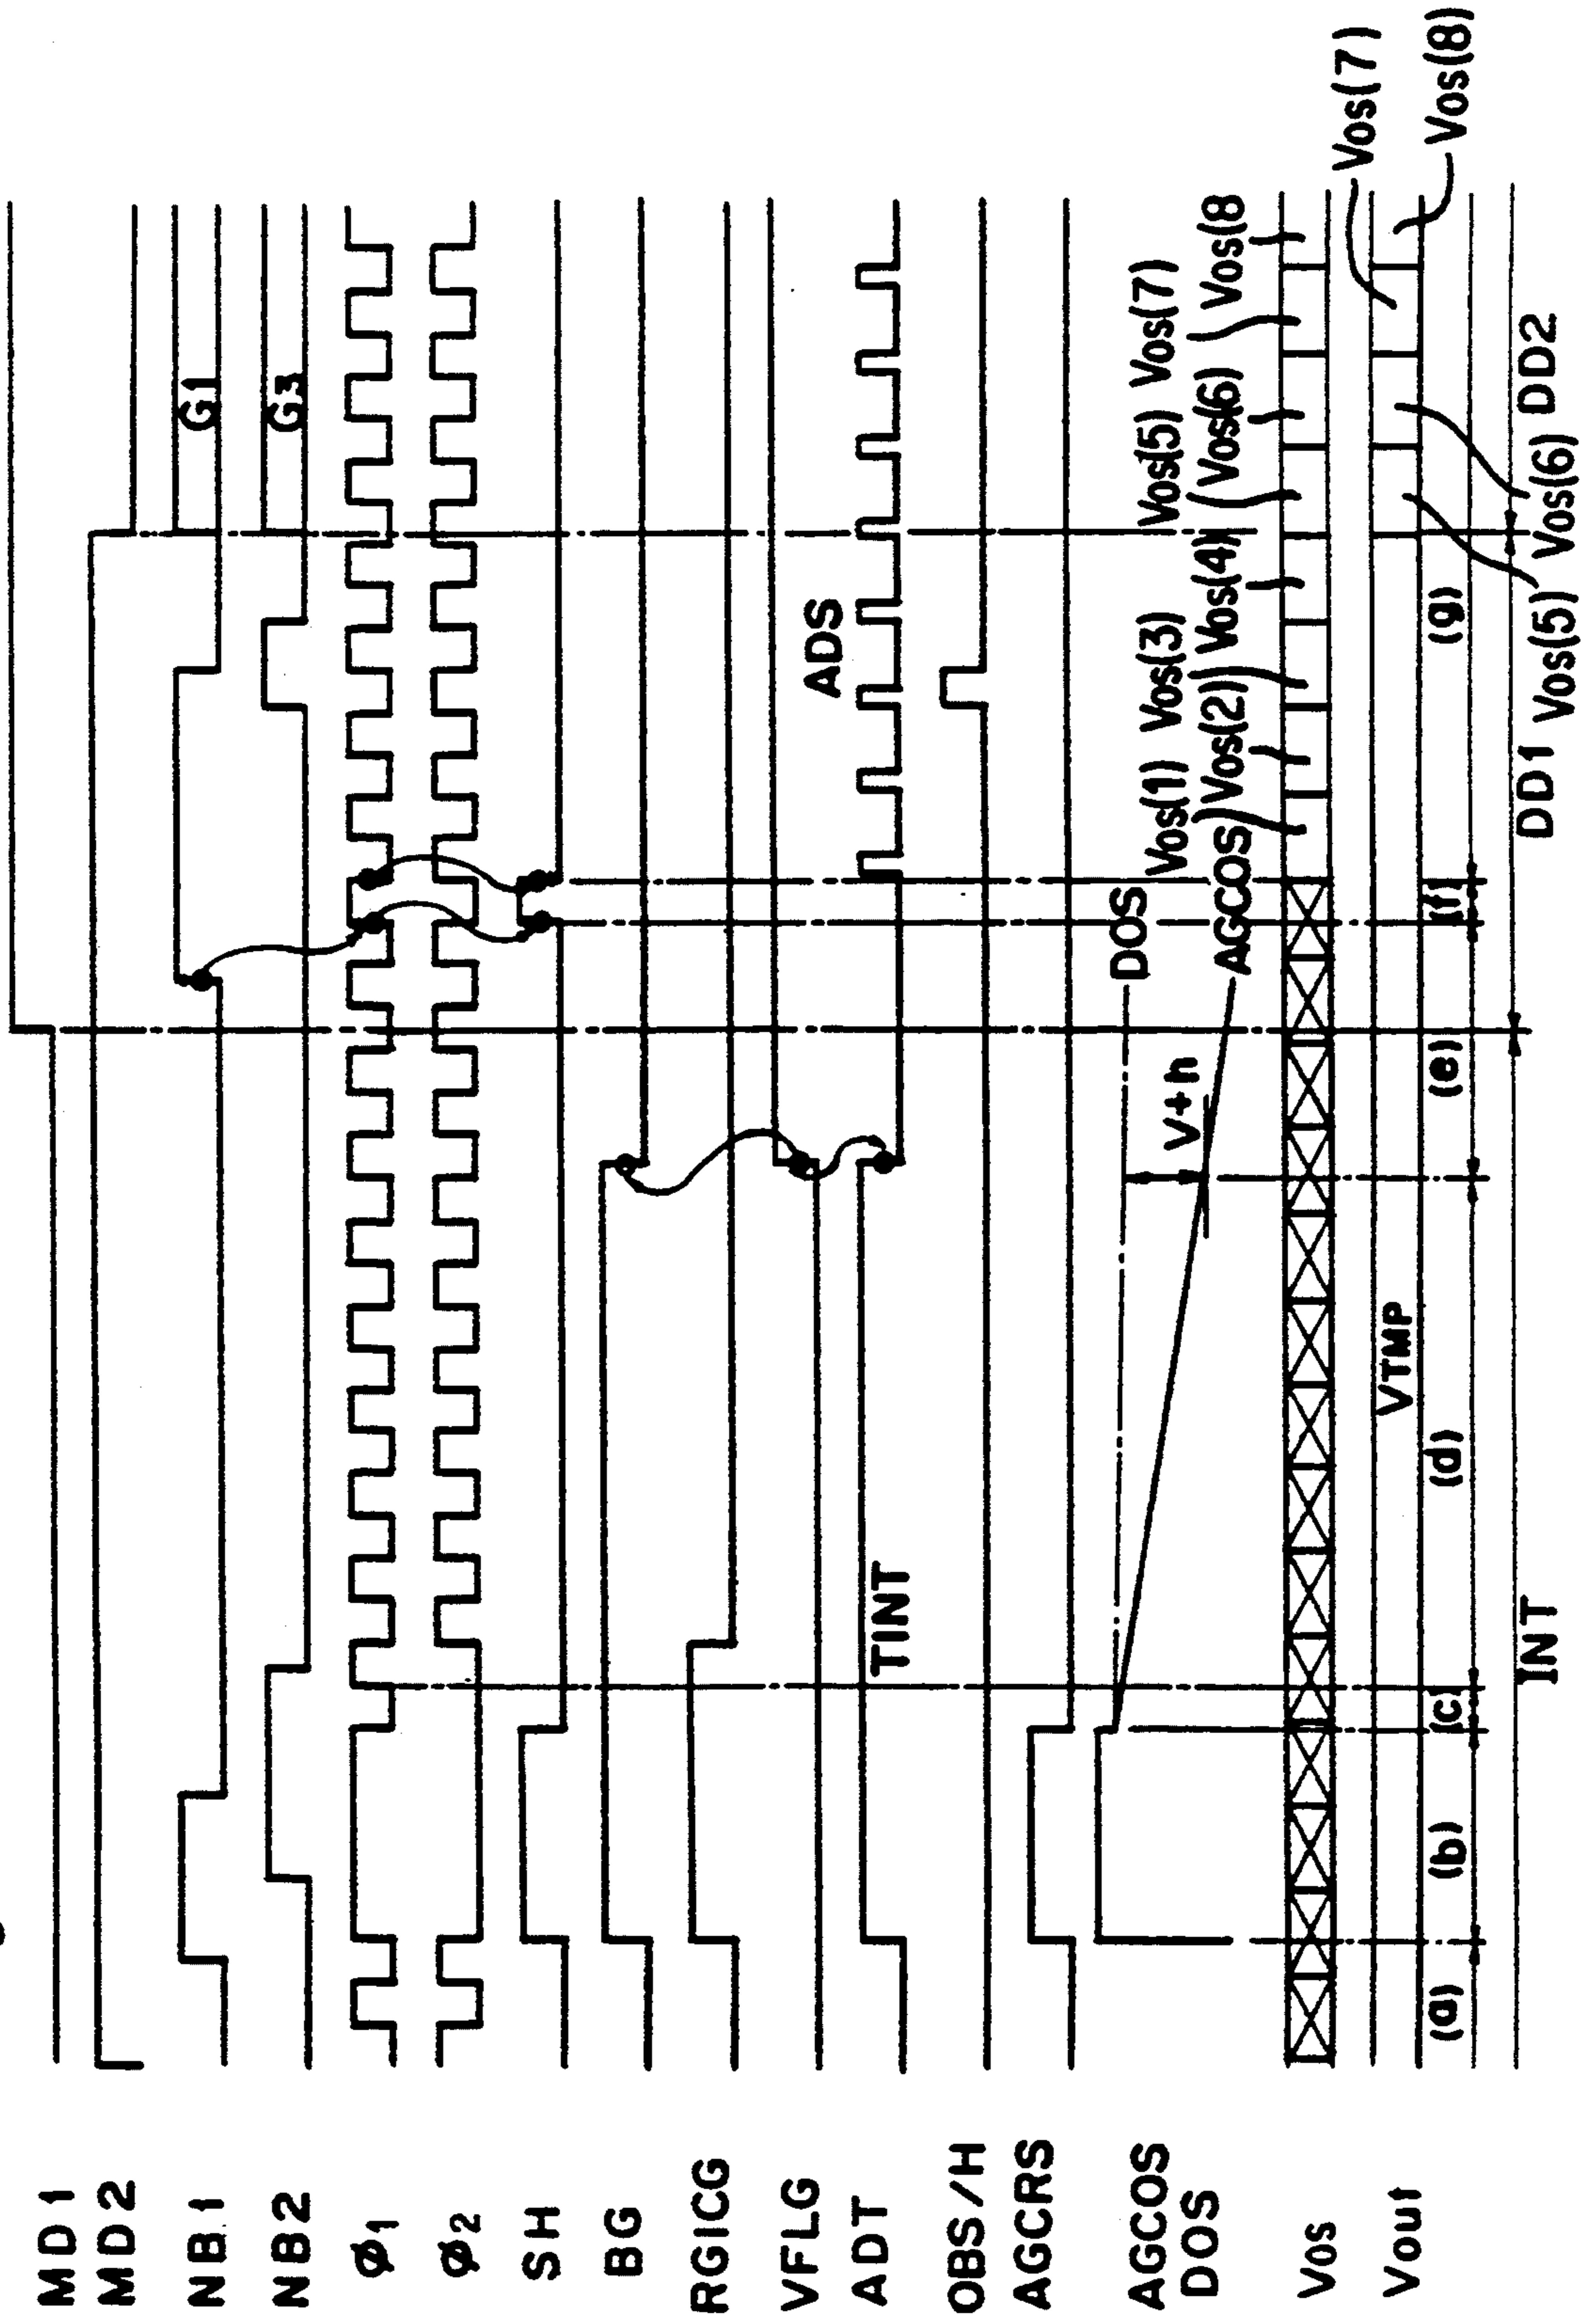 MD1
MD2
NB1
G1
NB2
G3
Ø1
Ø2
SH
BG
RGICG
VFLG
ADT
TINT
ADS
OBS/H
AGCRS
AGCOS
DOS
DOS
AGCOS
V+h
Vos
Vos(1)
Vos(2)
Vos(3)
Vos(4)
Vos(5)
Vos(6)
Vos(7)
Vos(8
Vout
VTMP
Vos(5)
Vos(6)
Vos(7)
Vos(8)
(a)
(b)
(c)
(d)
(e)
(f)
(g)
INT
DD1
DD2